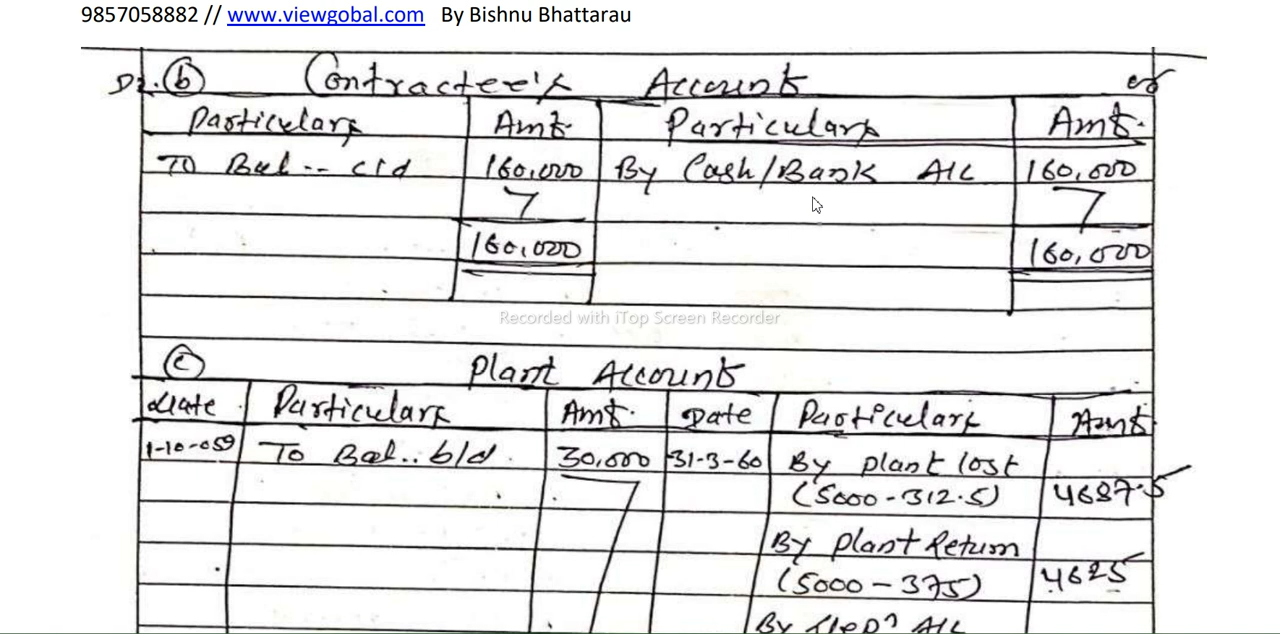 9857058882 // www.viewgobal.com By Bishnu Bhattarau
Dr. (b) Contractee's Account cr
Particulars Amt. Particulars Amt.
To Bal -- c/d 160,000 By Cash/Bank A/C 160,000
160,000 160,000
Recorded with iTop Screen Recorder
(c) Plant Account
Date Particulars Amt. Date Particulars Amt
1-10-059 To Bal.. b/d. 30,000 31-3-60 By plant lost
(5000-312.5) 4687.5
By plant Return
(5000-375) 4625
By Depn A/C